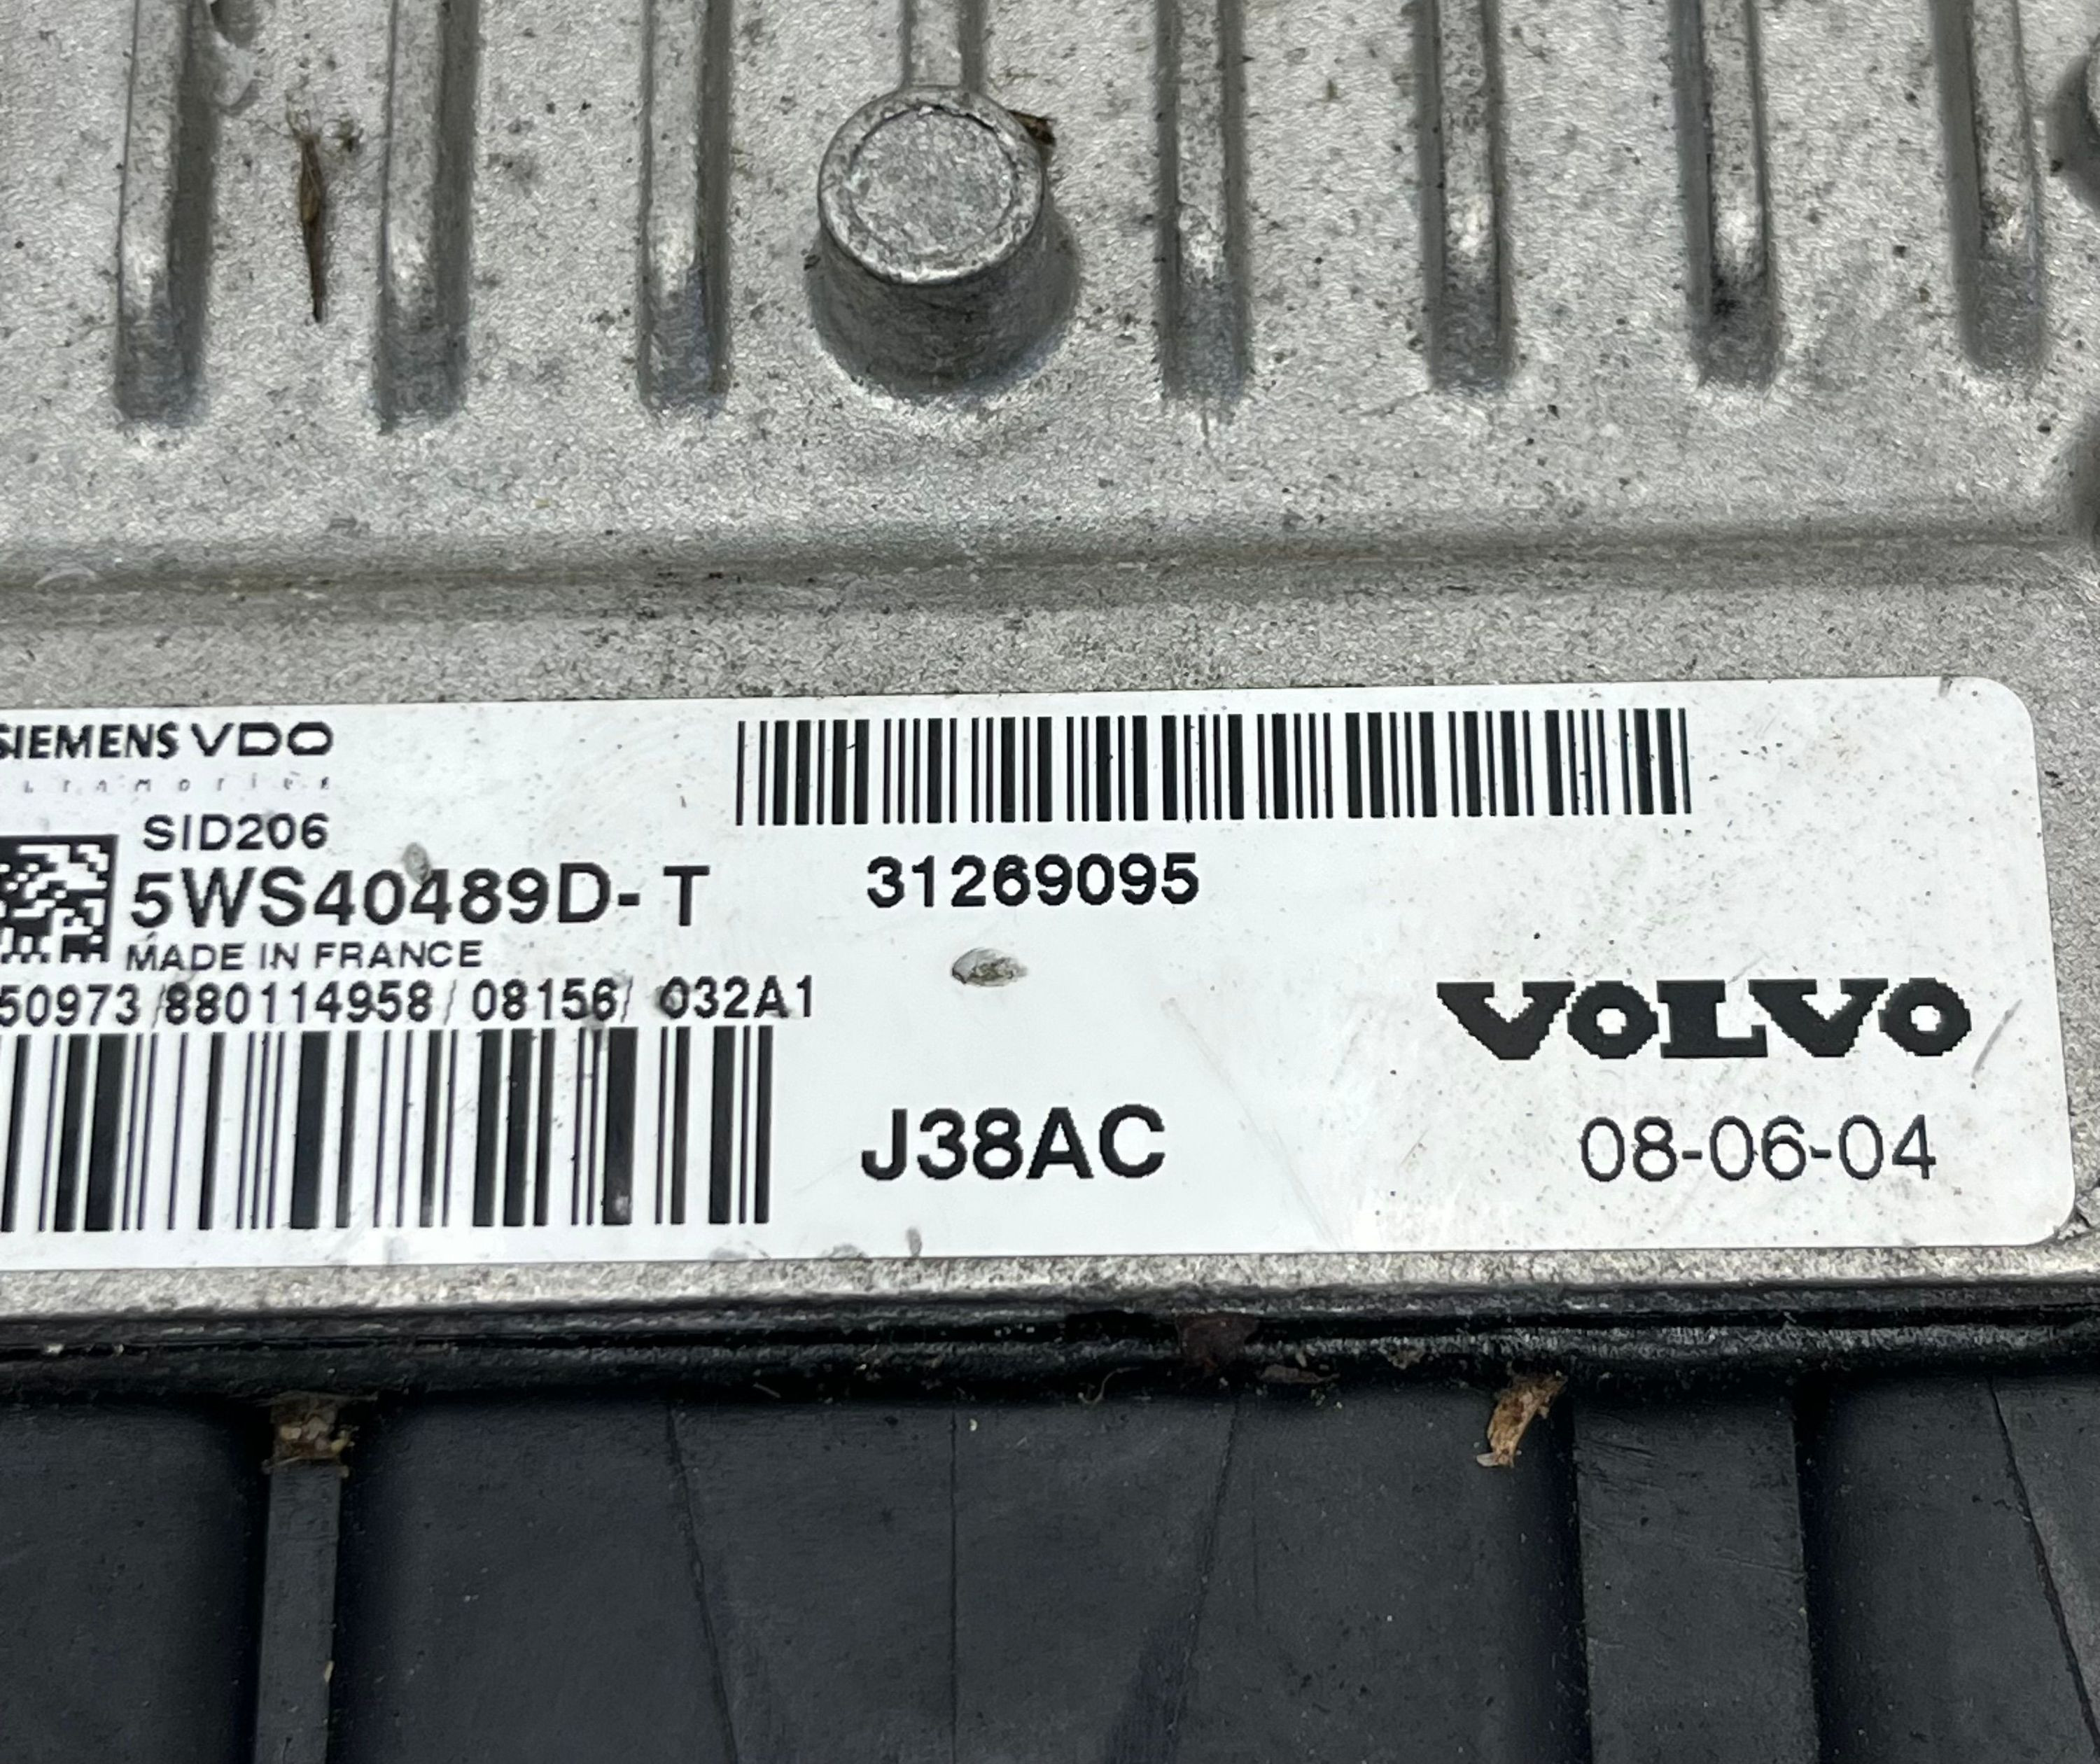 SIEMENS VDO
SID206
5WS40489D-T
MADE IN FRANCE
50973/880114958/08156/ 032A1
31269095
J38AC
VOLVO
08-06-04